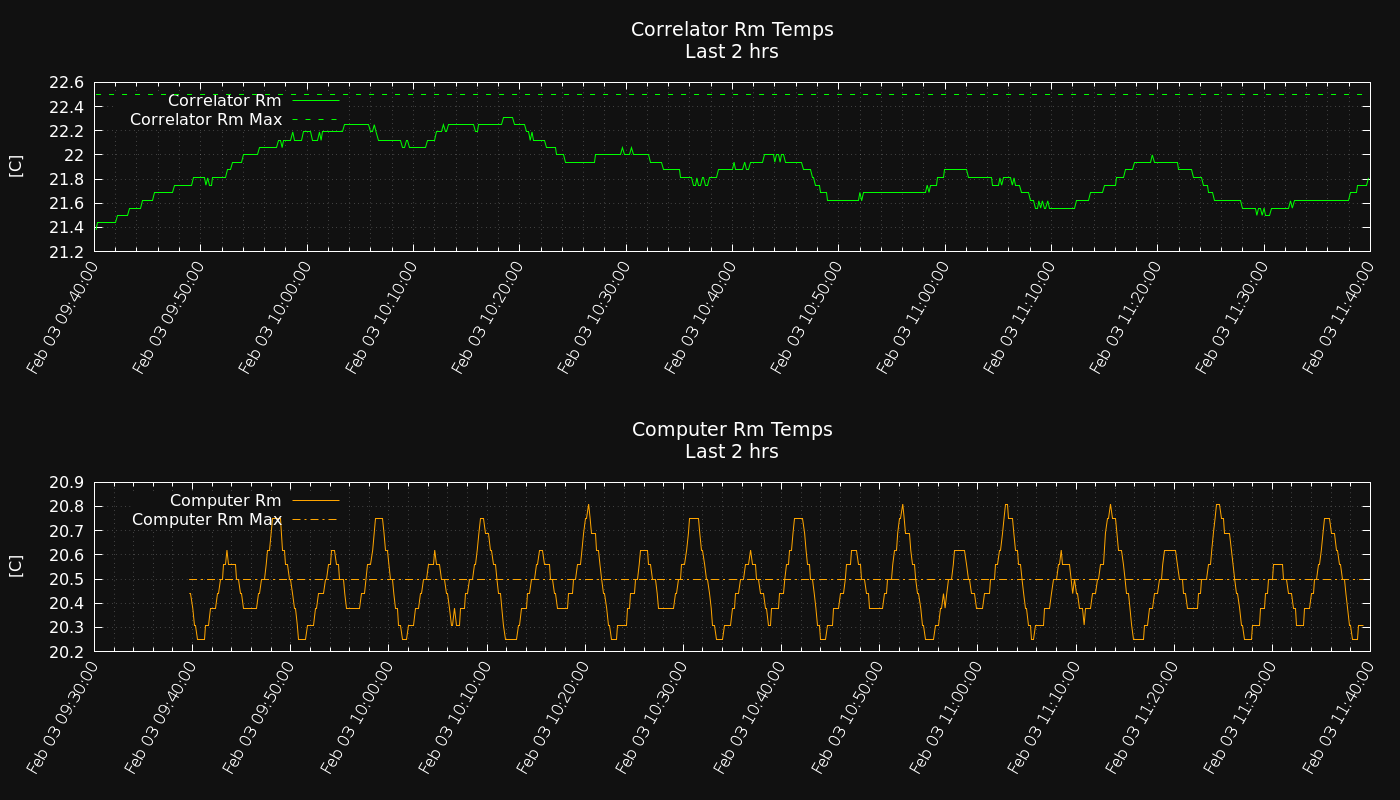 Correlator Rm Temps
Last 2 hrs
22.6
22.4
22.2
22
21.8
21.6
21.4
21.2
[C]
Correlator Rm
Correlator Rm Max
Feb 03 09:40:00
Feb 03 09:50:00
Feb 03 10:00:00
Feb 03 10:10:00
Feb 03 10:20:00
Feb 03 10:30:00
Feb 03 10:40:00
Feb 03 10:50:00
Feb 03 11:00:00
Feb 03 11:10:00
Feb 03 11:20:00
Feb 03 11:30:00
Feb 03 11:40:00
Computer Rm Temps
Last 2 hrs
20.9
20.8
20.7
20.6
20.5
20.4
20.3
20.2
[C]
Computer Rm
Computer Rm Max
Feb 03 09:30:00
Feb 03 09:40:00
Feb 03 09:50:00
Feb 03 10:00:00
Feb 03 10:10:00
Feb 03 10:20:00
Feb 03 10:30:00
Feb 03 10:40:00
Feb 03 10:50:00
Feb 03 11:00:00
Feb 03 11:10:00
Feb 03 11:20:00
Feb 03 11:30:00
Feb 03 11:40:00